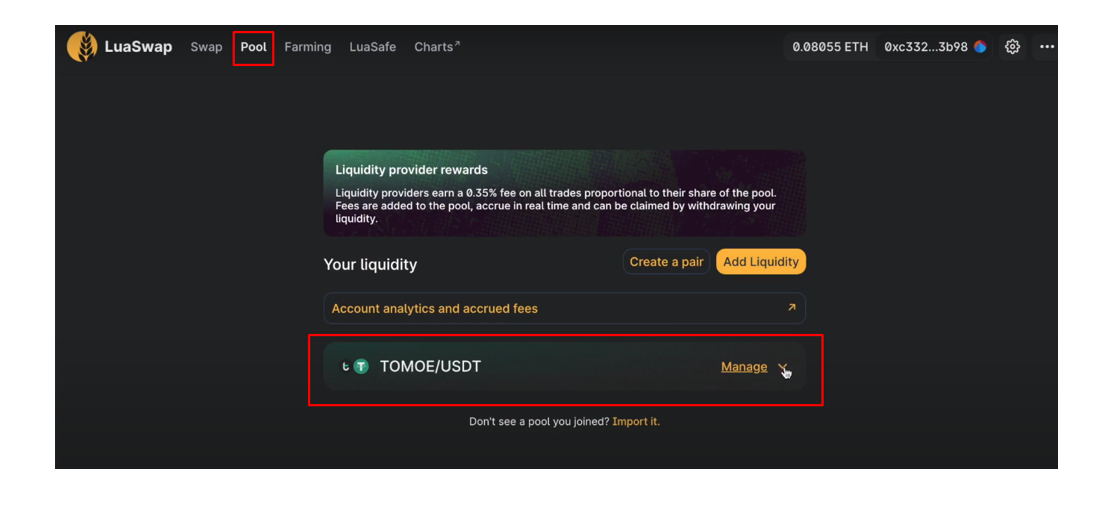 LuaSwap Swap Pool Farming LuaSafe Charts↗ 0.08055 ETH 0xc332...3b98
Liquidity provider rewards
Liquidity providers earn a 0.35% fee on all trades proportional to their share of the pool.
Fees are added to the pool, accrue in real time and can be claimed by withdrawing your
liquidity.
Your liquidity Create a pair Add Liquidity
Account analytics and accrued fees ↗
TOMOE/USDT Manage
Don't see a pool you joined? Import it.